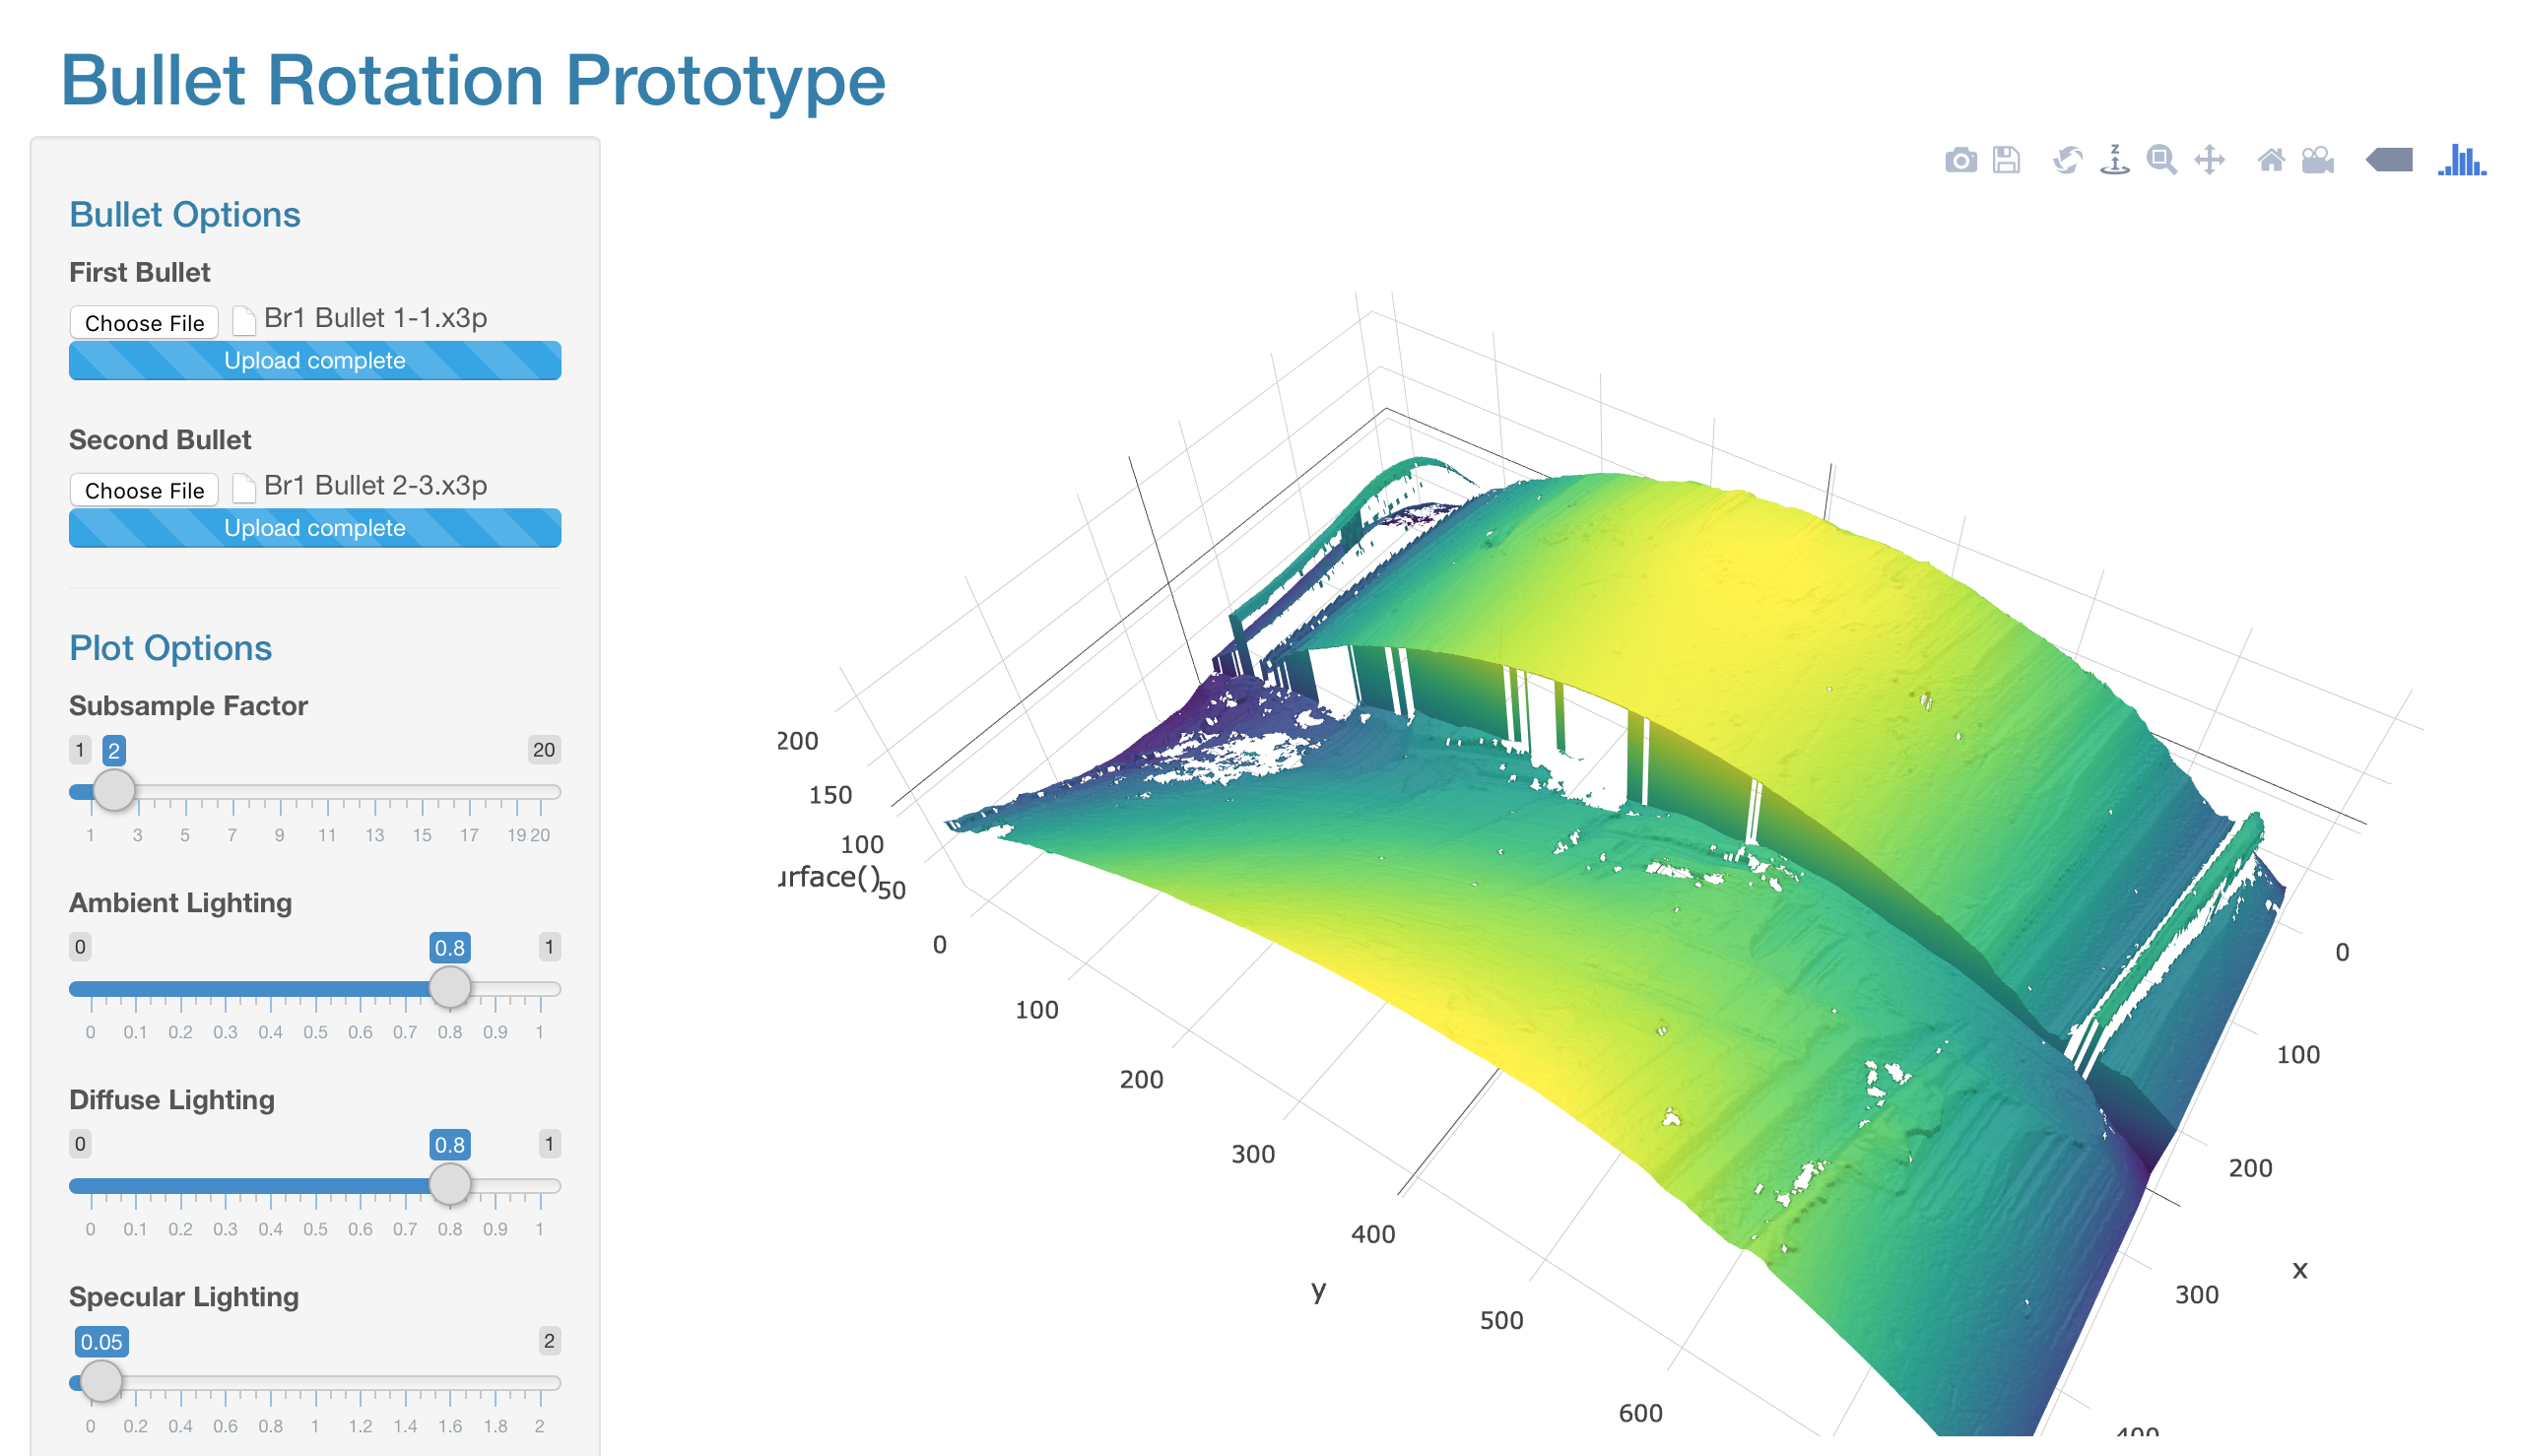 Bullet Rotation Prototype
Bullet Options
First Bullet
Choose File Br1 Bullet 1-1.x3p
Upload complete
Second Bullet
Choose File Br1 Bullet 2-3.x3p
Upload complete
Plot Options
Subsample Factor
1 2 20
1 3 5 7 9 11 13 15 17 19 20
Ambient Lighting
0 0.8 1
0 0.1 0.2 0.3 0.4 0.5 0.6 0.7 0.8 0.9 1
Diffuse Lighting
0 0.8 1
0 0.1 0.2 0.3 0.4 0.5 0.6 0.7 0.8 0.9 1
Specular Lighting
0.05 2
0 0.2 0.4 0.6 0.8 1 1.2 1.4 1.6 1.8 2
z
200
150
100
urface() 50
0
100
200
300
400
y
500
600
0
100
200
x
300
400